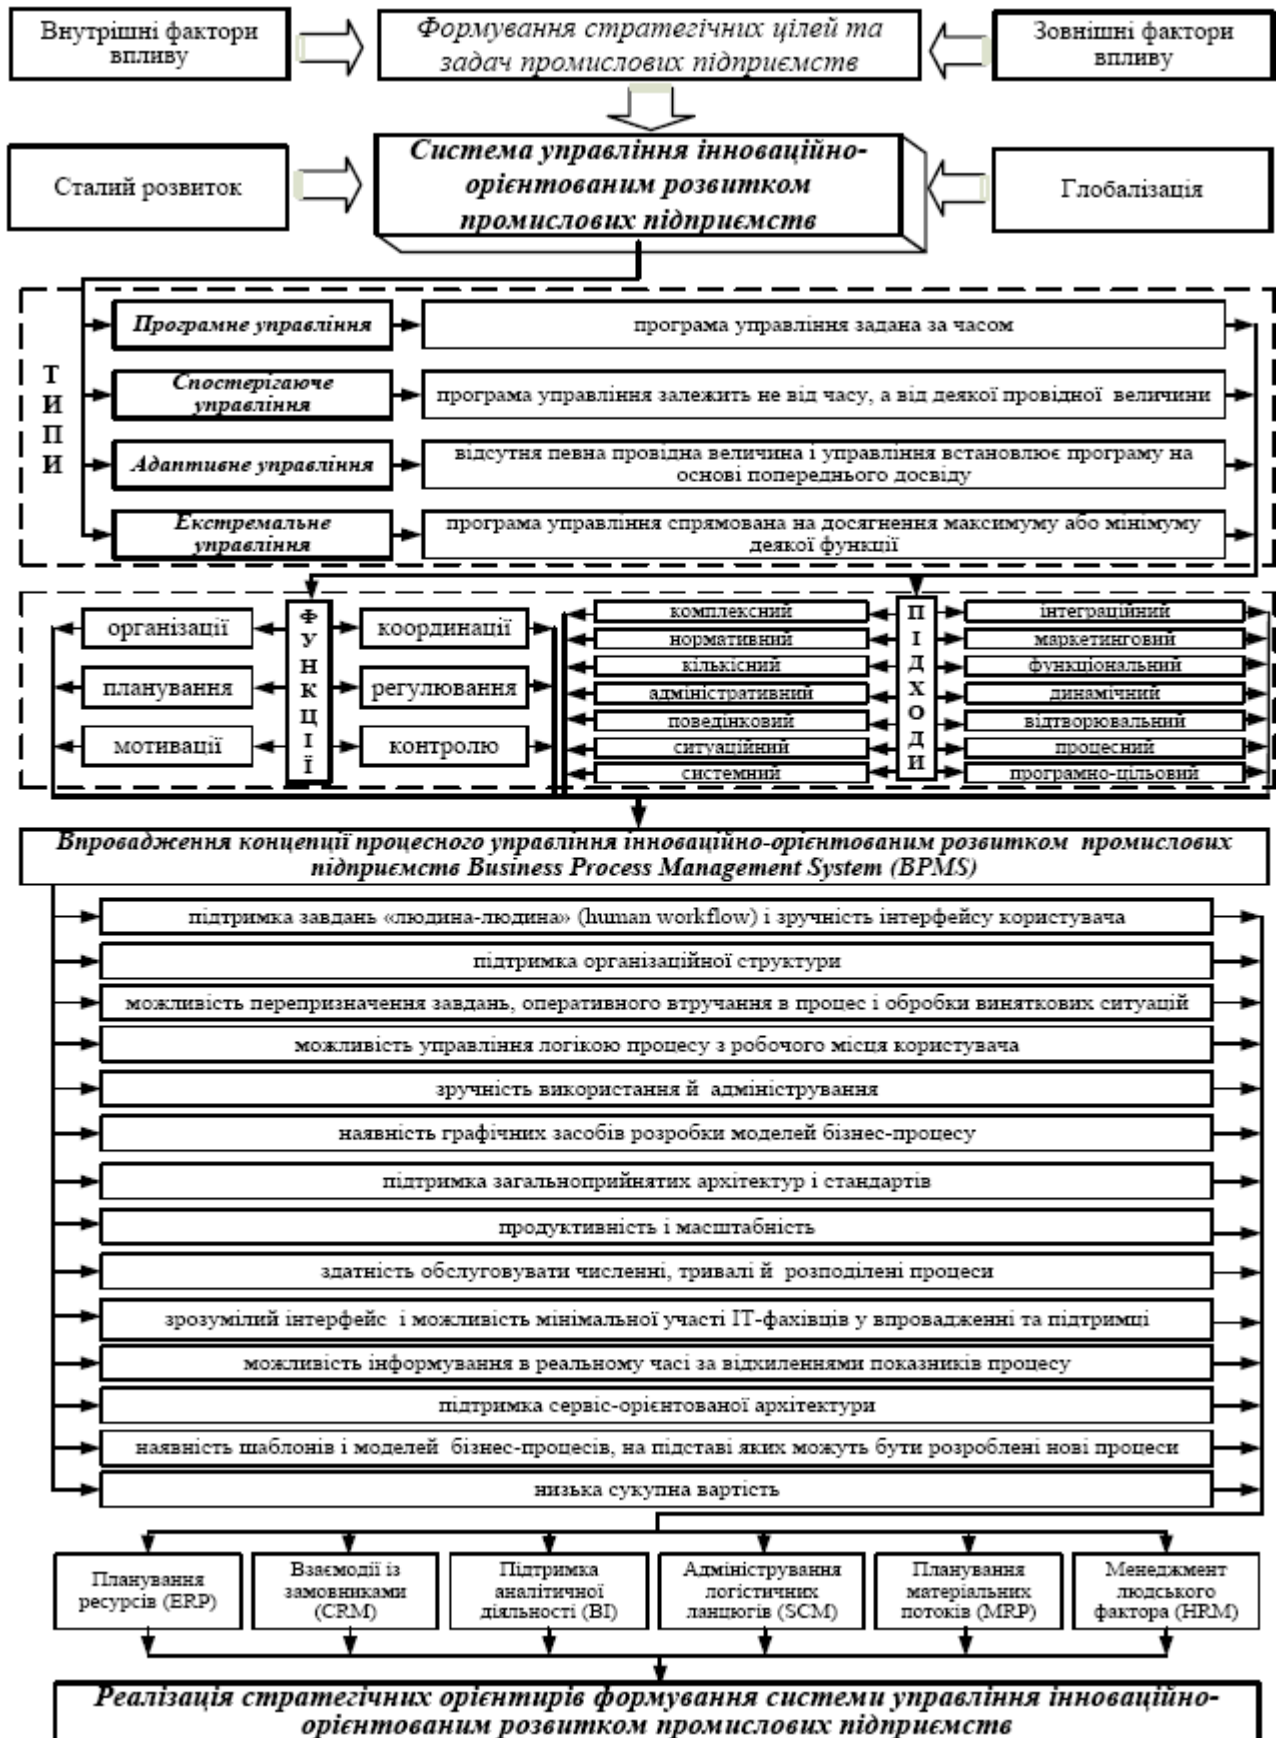 Внутрішні фактори
впливу
Формування стратегічних цілей та
задач промислових підприємств
Зовнішні фактори
впливу
Сталий розвиток
Система управління інноваційно-
орієнтованим розвитком
промислових підприємств
Глобалізація
ТИПИ
Програмне управління
програма управління задана за часом
Спостерігаюче
управління
програма управління залежить не від часу, а від деякої провідної величини
Адаптивне управління
відсутня певна провідна величина і управління встановлює програму на
основі попереднього досвіду
Екстремальне
управління
програма управління спрямована на досягнення максимуму або мінімуму
деякої функції
ФУНКЦІЇ
організації
координації
планування
регулювання
мотивації
контролю
ПІДХОДИ
комплексний
інтеграційний
нормативний
маркетинговий
кількісний
функціональний
адміністративний
динамічний
поведінковий
відтворювальний
ситуаційний
процесний
системний
програмно-цільовий
Впровадження концепції процесного управління інноваційно-орієнтованим розвитком промислових
підприємств Business Process Management System (BPMS)
підтримка завдань «людина-людина» (human workflow) і зручність інтерфейсу користувача
підтримка організаційної структури
можливість перепризначення завдань, оперативного втручання в процес і обробки виняткових ситуацій
можливість управління логікою процесу з робочого місця користувача
зручність використання й адміністрування
наявність графічних засобів розробки моделей бізнес-процесу
підтримка загальноприйнятих архітектур і стандартів
продуктивність і масштабність
здатність обслуговувати численні, тривалі й розподілені процеси
зрозумілий інтерфейс і можливість мінімальної участі ІТ-фахівців у впровадженні та підтримці
можливість інформування в реальному часі за відхиленнями показників процесу
підтримка сервіс-орієнтованої архітектури
наявність шаблонів і моделей бізнес-процесів, на підставі яких можуть бути розроблені нові процеси
низька сукупна вартість
Планування
ресурсів (ERP)
Взаємодії із
замовниками
(CRM)
Підтримка
аналітичної
діяльності (BI)
Адміністрування
логістичних
ланцюгів (SCM)
Планування
матеріальних
потоків (MRP)
Менеджмент
людського
фактора (HRM)
Реалізація стратегічних орієнтирів формування системи управління інноваційно-
орієнтованим розвитком промислових підприємств